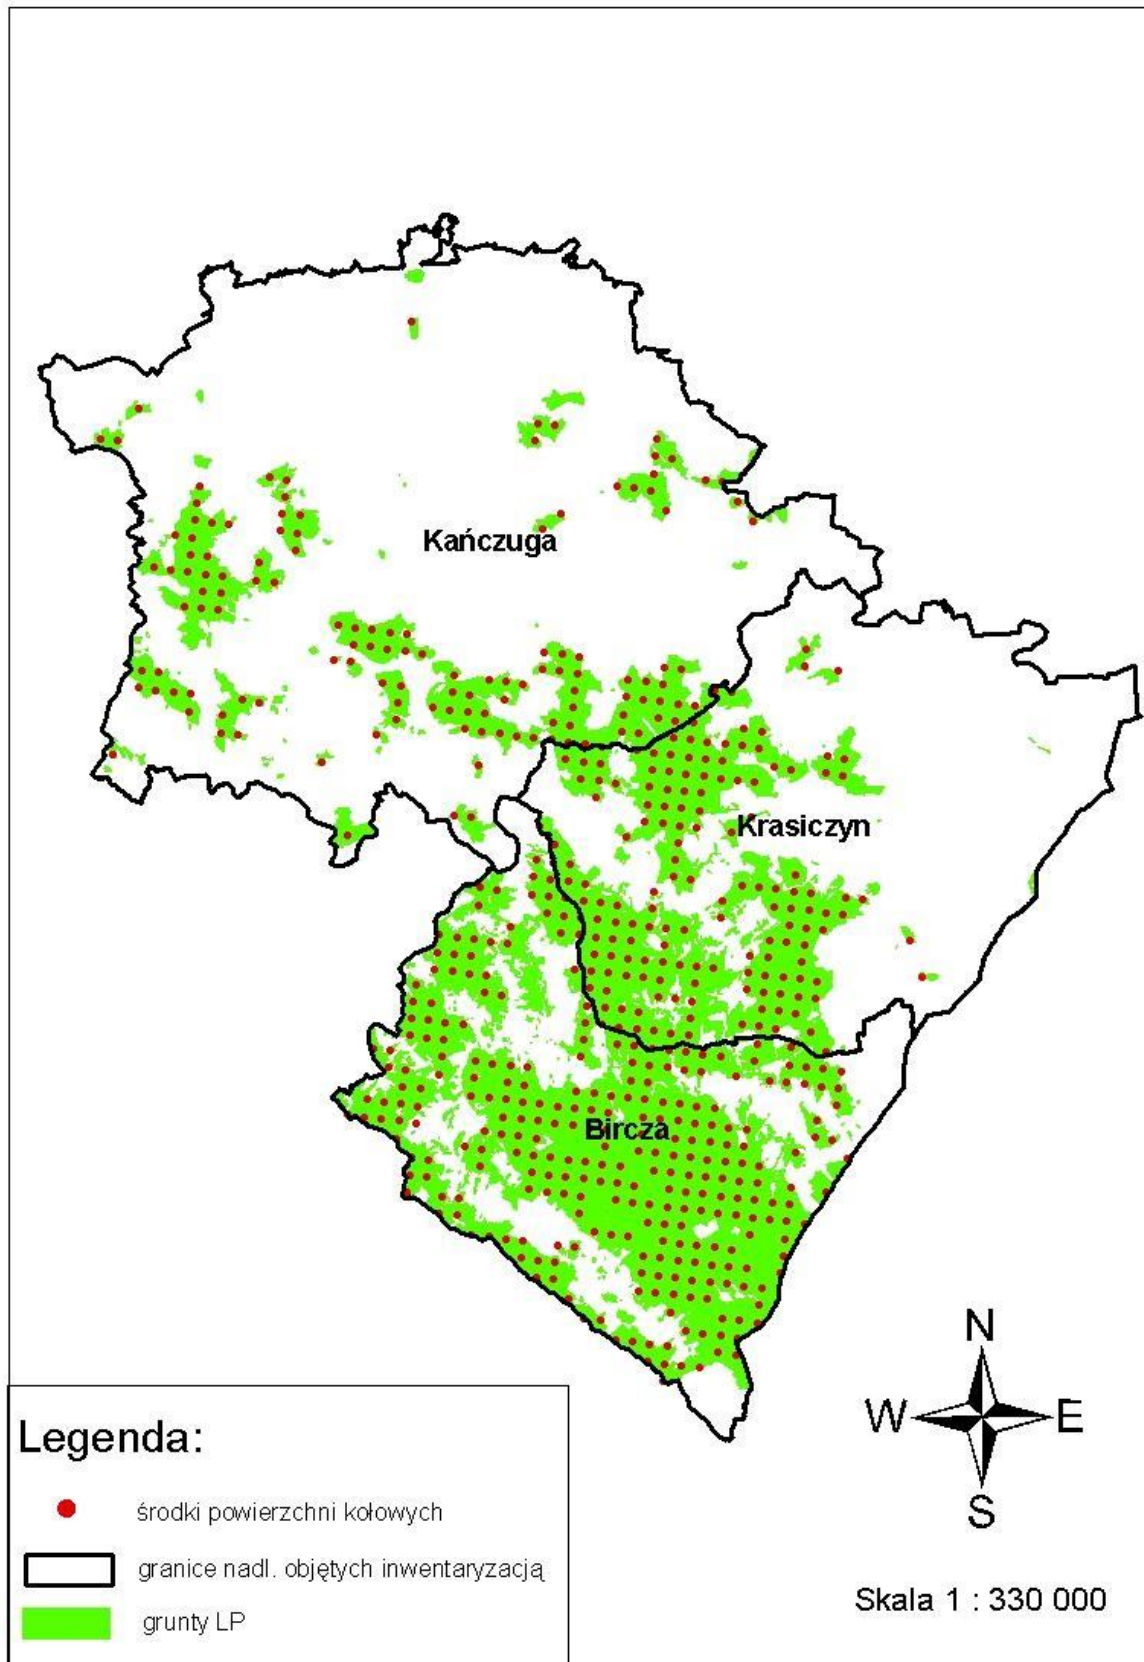 Kańczuga
Krasiczyn
Bircza
N
W E
S
Legenda:
środki powierzchni kołowych
granice nadl. objętych inwentaryzacją
grunty LP
Skala 1 : 330 000